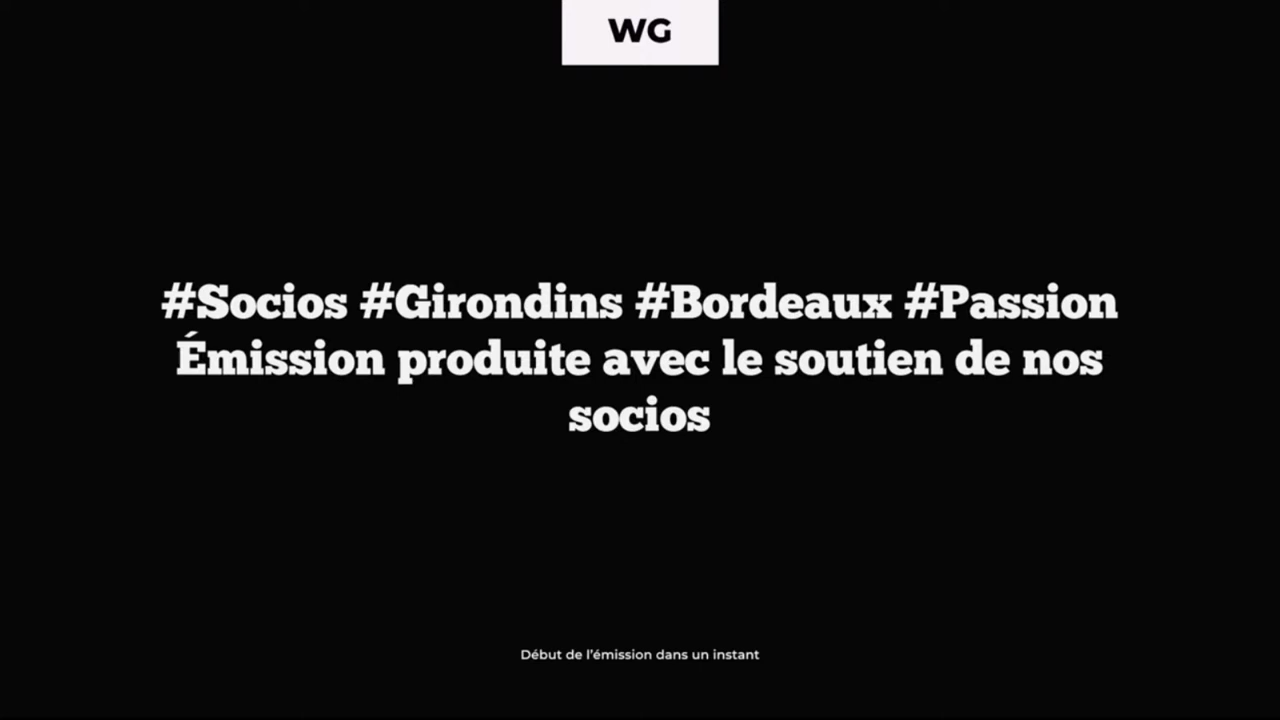 WG
#Socios #Girondins #Bordeaux #Passion
Émission produite avec le soutien de nos
socios
Début de l'émission dans un instant